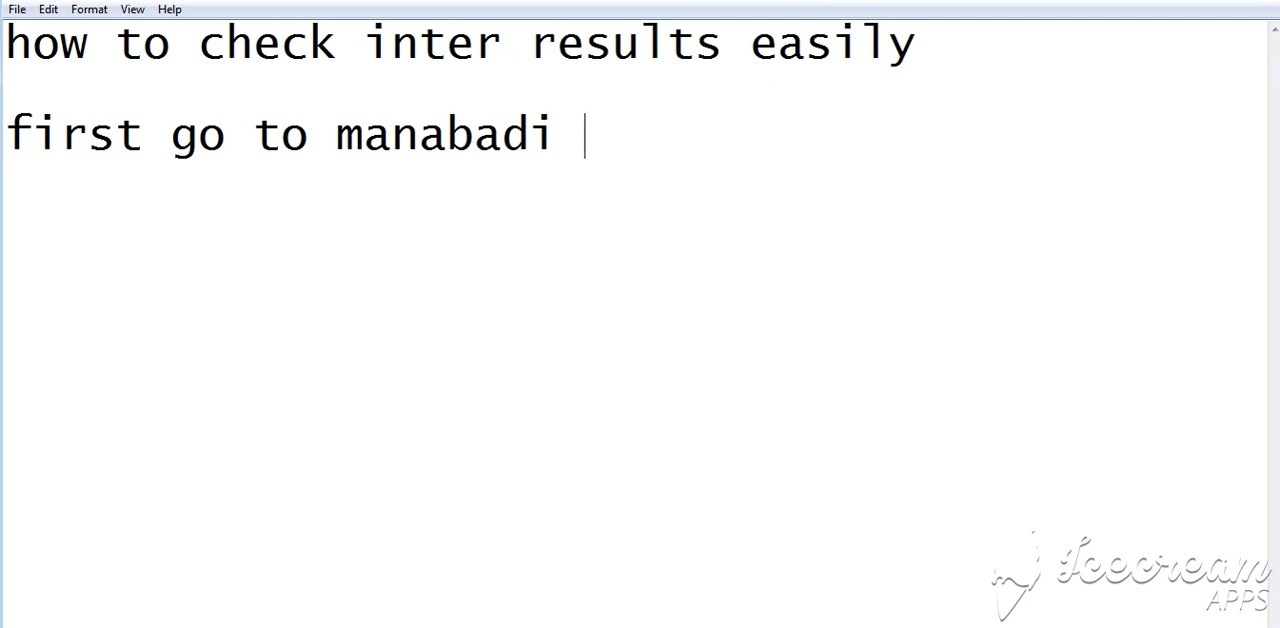 File Edit Format View Help
how to check inter results easily
first go to manabadi
Icecream
APPS